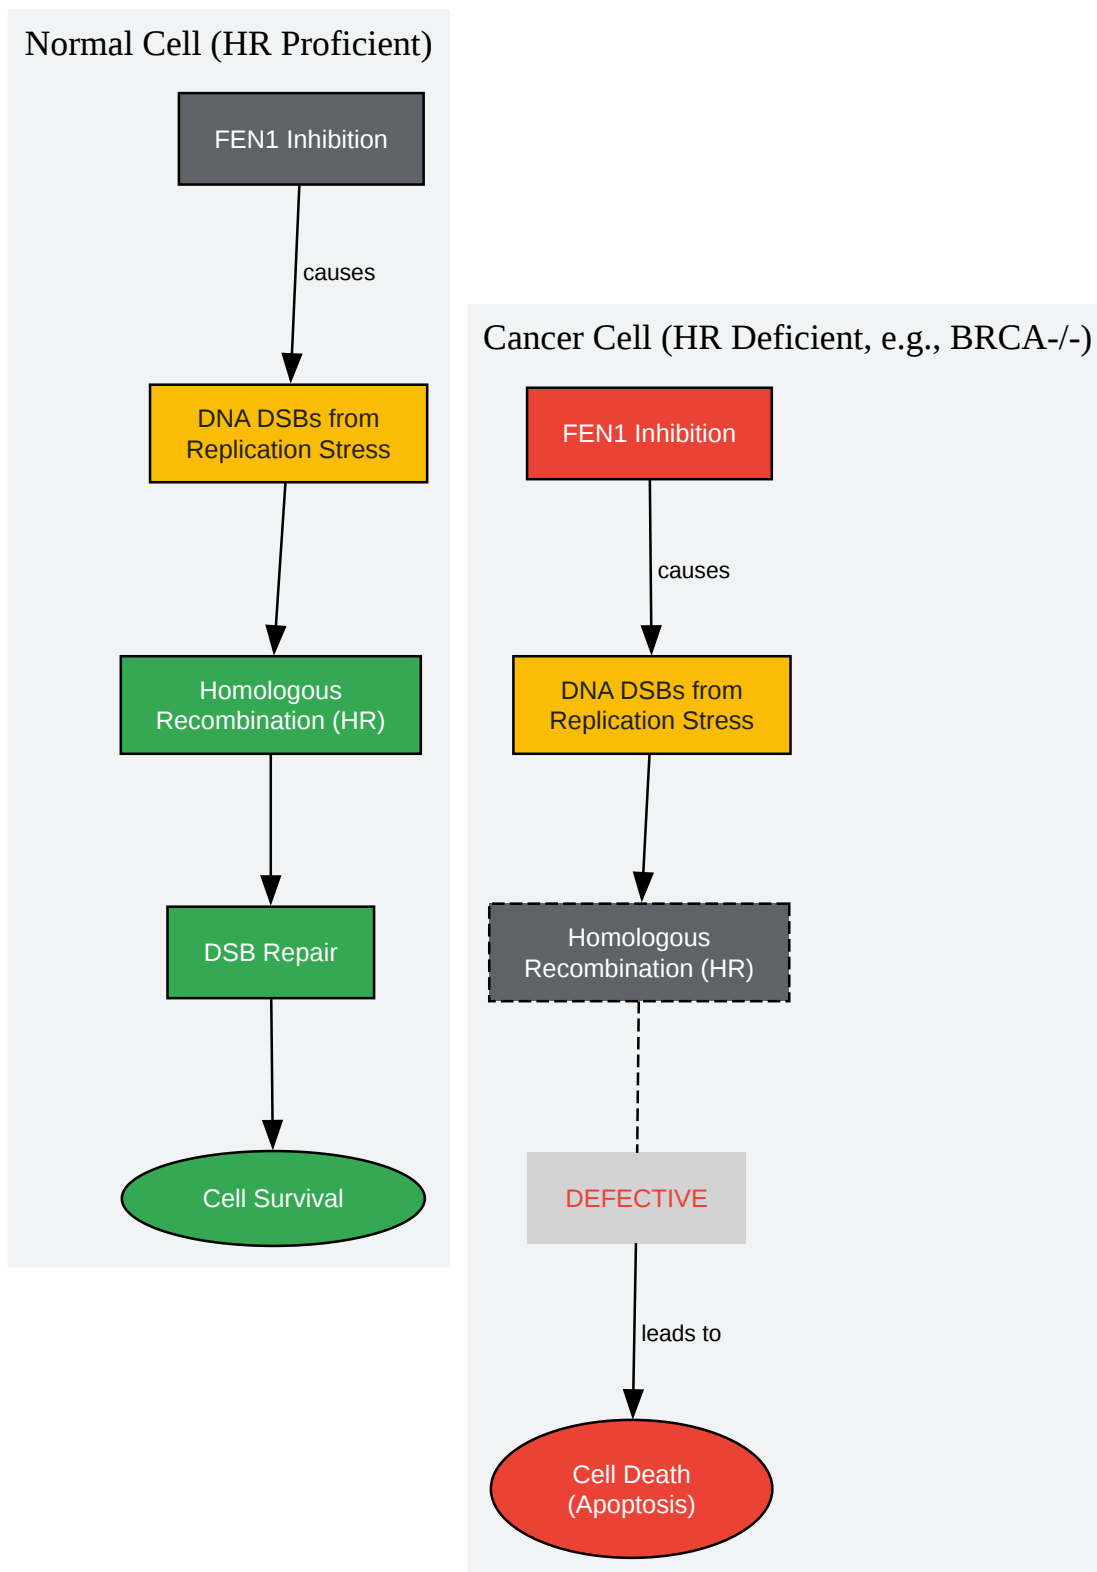 Normal Cell (HR Proficient)
FEN1 Inhibition
causes
DNA DSBs from
Replication Stress
Homologous
Recombination (HR)
DSB Repair
Cell Survival
Cancer Cell (HR Deficient, e.g., BRCA-/-)
FEN1 Inhibition
causes
DNA DSBs from
Replication Stress
Homologous
Recombination (HR)
DEFECTIVE
leads to
Cell Death
(Apoptosis)